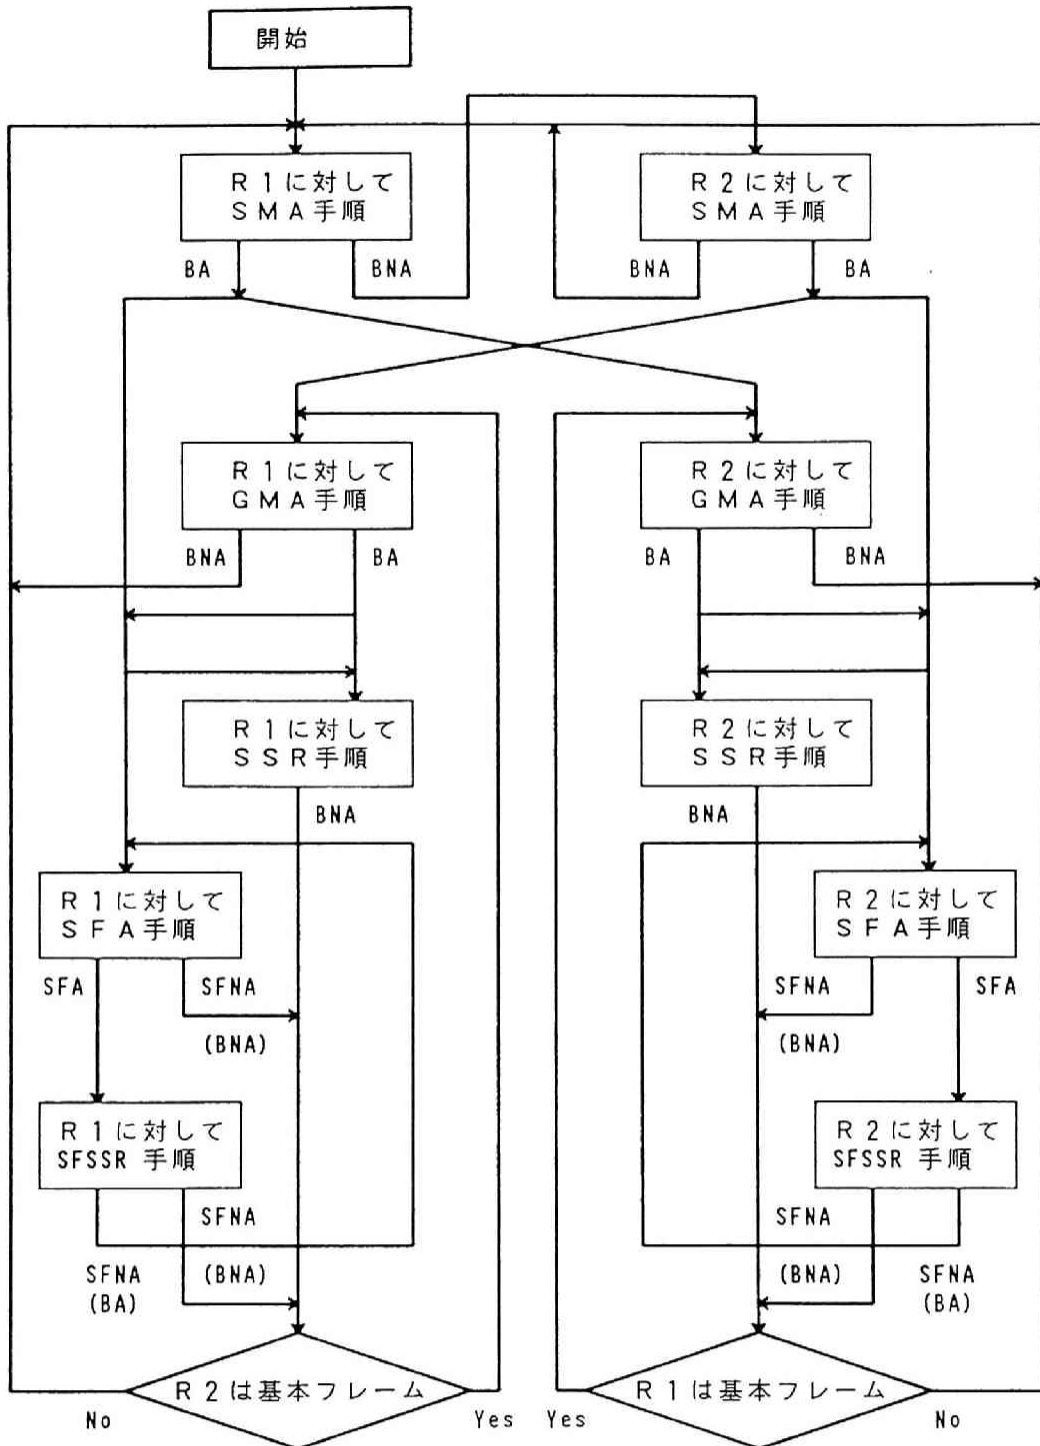 開始
R1に対して
SMA手順
R2に対して
SMA手順
BA
BNA
BNA
BA
R1に対して
GMA手順
R2に対して
GMA手順
BNA
BA
BA
BNA
R1に対して
SSR手順
R2に対して
SSR手順
BNA
BNA
R1に対して
SFA手順
R2に対して
SFA手順
SFA
SFNA
(BNA)
SFNA
(BNA)
SFA
R1に対して
SFSSR 手順
R2に対して
SFSSR 手順
SFNA
(BNA)
SFNA
(BA)
SFNA
(BNA)
SFNA
(BA)
R2は基本フレーム
R1は基本フレーム
No
Yes
Yes
No